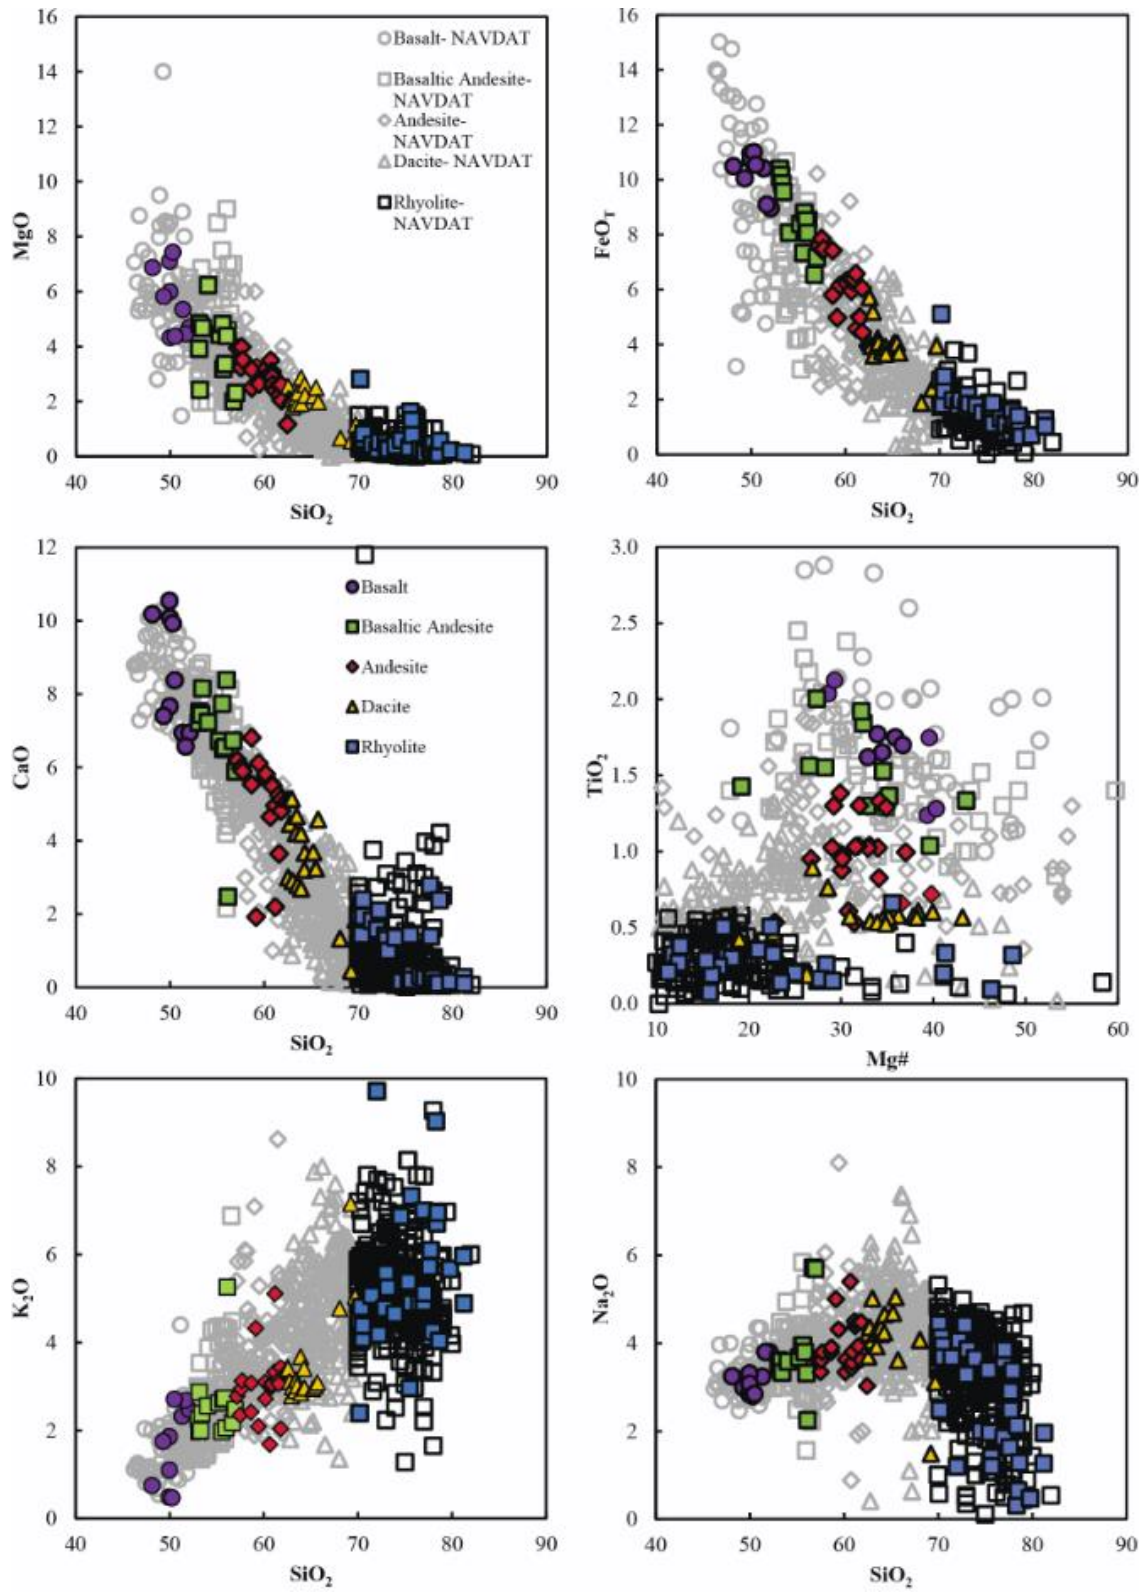 16
14
12
10
8
6
4
2
0
MgO
40 50 60 70 80 90
SiO2
Basalt- NAVDAT
Basaltic Andesite-
NAVDAT
Andesite-
NAVDAT
Dacite- NAVDAT
Rhyolite-
NAVDAT
16
14
12
10
8
6
4
2
0
FeOT
40 50 60 70 80 90
SiO2
12
10
8
6
4
2
0
CaO
40 50 60 70 80 90
SiO2
Basalt
Basaltic Andesite
Andesite
Dacite
Rhyolite
3.0
2.5
2.0
1.5
1.0
0.5
0.0
TiO2
10 20 30 40 50 60
Mg#
10
8
6
4
2
0
K2O
40 50 60 70 80 90
SiO2
10
8
6
4
2
0
Na2O
40 50 60 70 80 90
SiO2